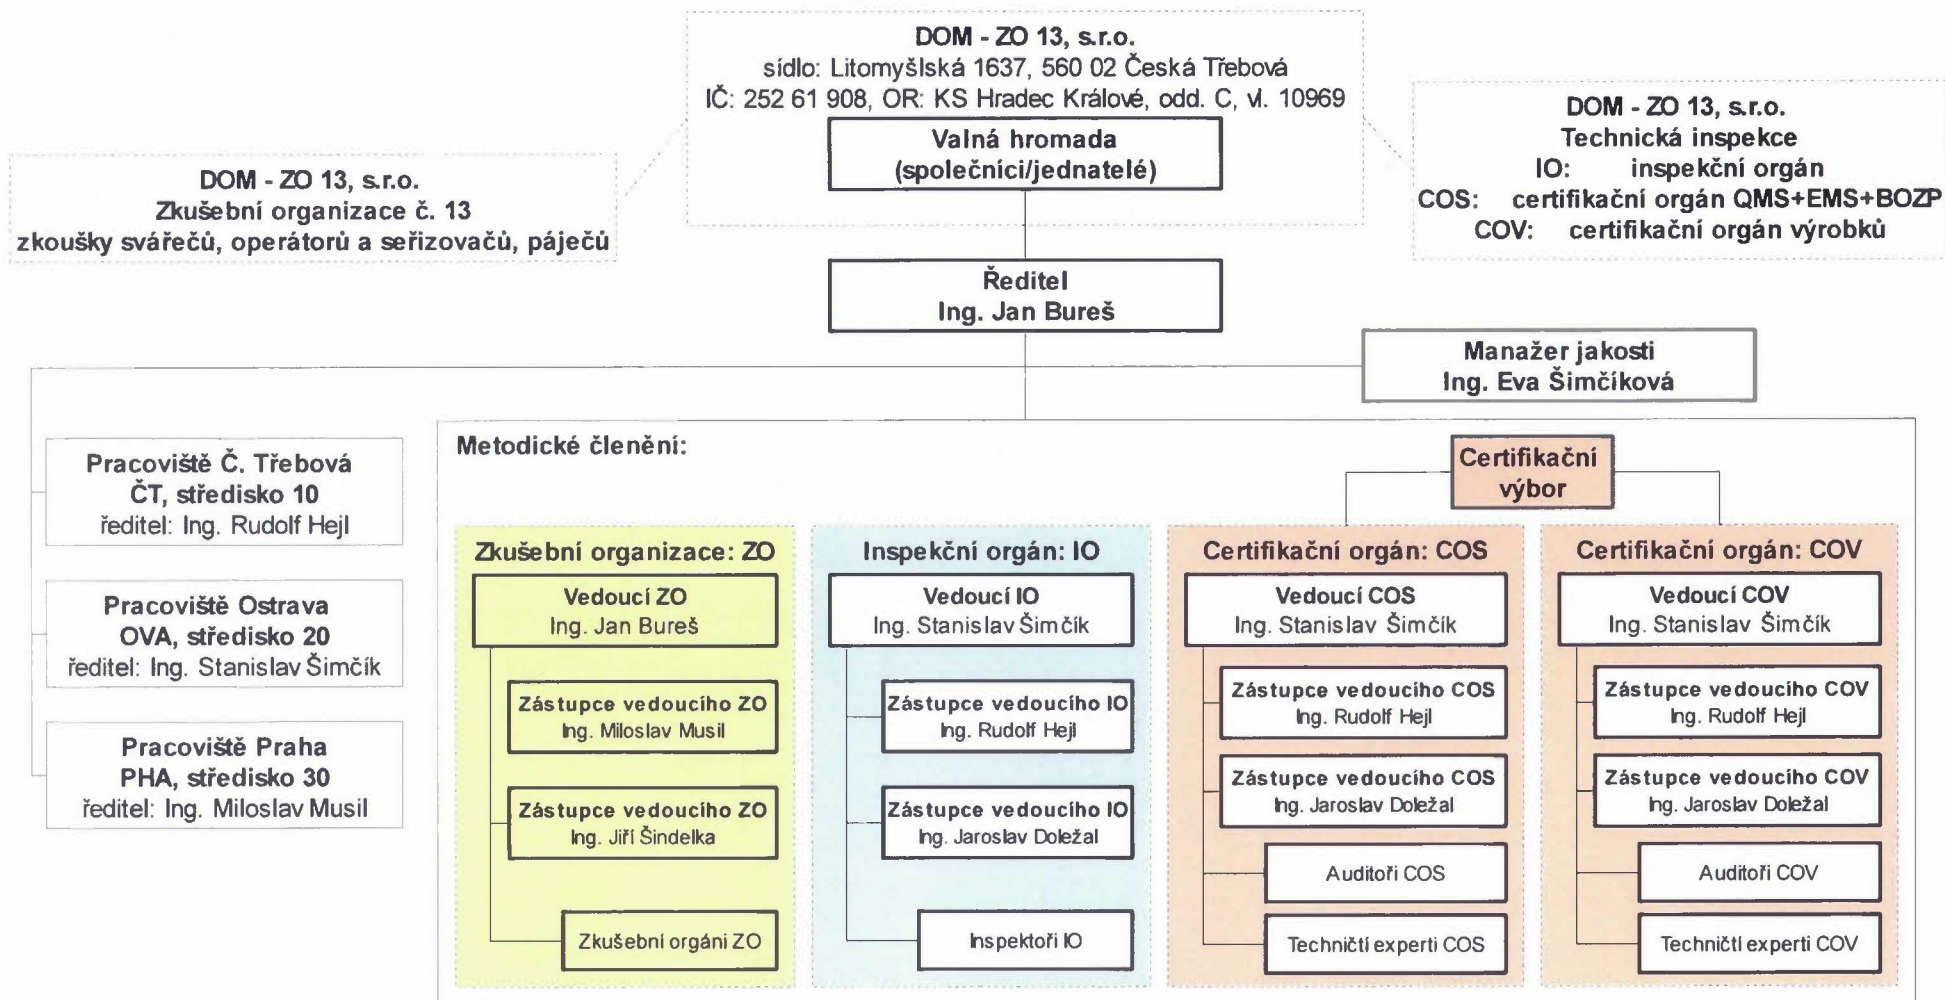 DOM - ZO 13, s.r.o.
sídlo: Litomyšlská 1637, 560 02 Česká Třebová
IČ: 252 61 908, OR: KS Hradec Králové, odd. C, vl. 10969
Valná hromada
(společníci/jednatelé)
DOM - ZO 13, s.r.o.
Zkušební organizace č. 13
zkoušky svářečů, operátorů a seřizovačů, páječů
DOM - ZO 13, s.r.o.
Technická inspekce
IO: inspekční orgán
COS: certifikační orgán QMS+EMS+BOZP
COV: certifikační orgán výrobků
Ředitel
Ing. Jan Bureš
Manažer jakosti
Ing. Eva Šimčíková
Pracoviště Č. Třebová
ČT, středisko 10
ředitel: Ing. Rudolf Hejl
Pracoviště Ostrava
OVA, středisko 20
ředitel: Ing. Stanislav Šimčík
Pracoviště Praha
PHA, středisko 30
ředitel: Ing. Miloslav Musil
Metodické členění:
Certifikační
výbor
Zkušební organizace: ZO
Vedoucí ZO
Ing. Jan Bureš
Zástupce vedoucího ZO
Ing. Miloslav Musil
Zástupce vedoucího ZO
Ing. Jiří Šindelka
Zkušební orgáni ZO
Inspekční orgán: IO
Vedoucí IO
Ing. Stanislav Šimčík
Zástupce vedoucího IO
Ing. Rudolf Hejl
Zástupce vedoucího IO
Ing. Jaroslav Doležal
Inspektoři IO
Certifikační orgán: COS
Vedoucí COS
Ing. Stanislav Šimčík
Zástupce vedoucího COS
Ing. Rudolf Hejl
Zástupce vedoucího COS
Ing. Jaroslav Doležal
Auditoři COS
Techničtí experti COS
Certifikační orgán: COV
Vedoucí COV
Ing. Stanislav Šimčík
Zástupce vedoucího COV
Ing. Rudolf Hejl
Zástupce vedoucího COV
Ing. Jaroslav Doležal
Auditoři COV
Techničtí experti COV